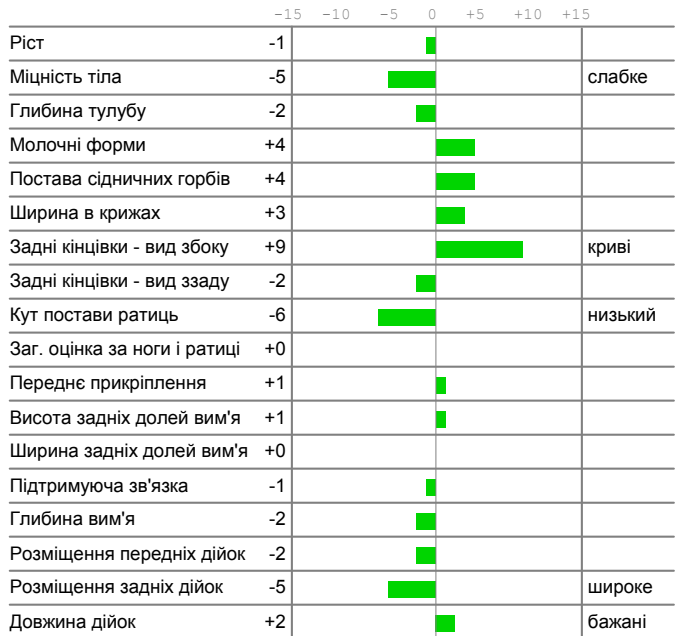 -15 -10 -5 0 +5 +10 +15
Ріст -1
Міцність тіла -5 слабке
Глибина тулубу -2
Молочні форми +4
Постава сідничних горбів +4
Ширина в крижах +3
Задні кінцівки - вид збоку +9 криві
Задні кінцівки - вид ззаду -2
Кут постави ратиць -6 низький
Заг. оцінка за ноги і ратиці +0
Переднє прикріплення +1
Висота задніх долей вим'я +1
Ширина задніх долей вим'я +0
Підтримуюча зв'язка -1
Глибина вим'я -2
Розміщення передніх дійок -2
Розміщення задніх дійок -5 широке
Довжина дійок +2 бажані